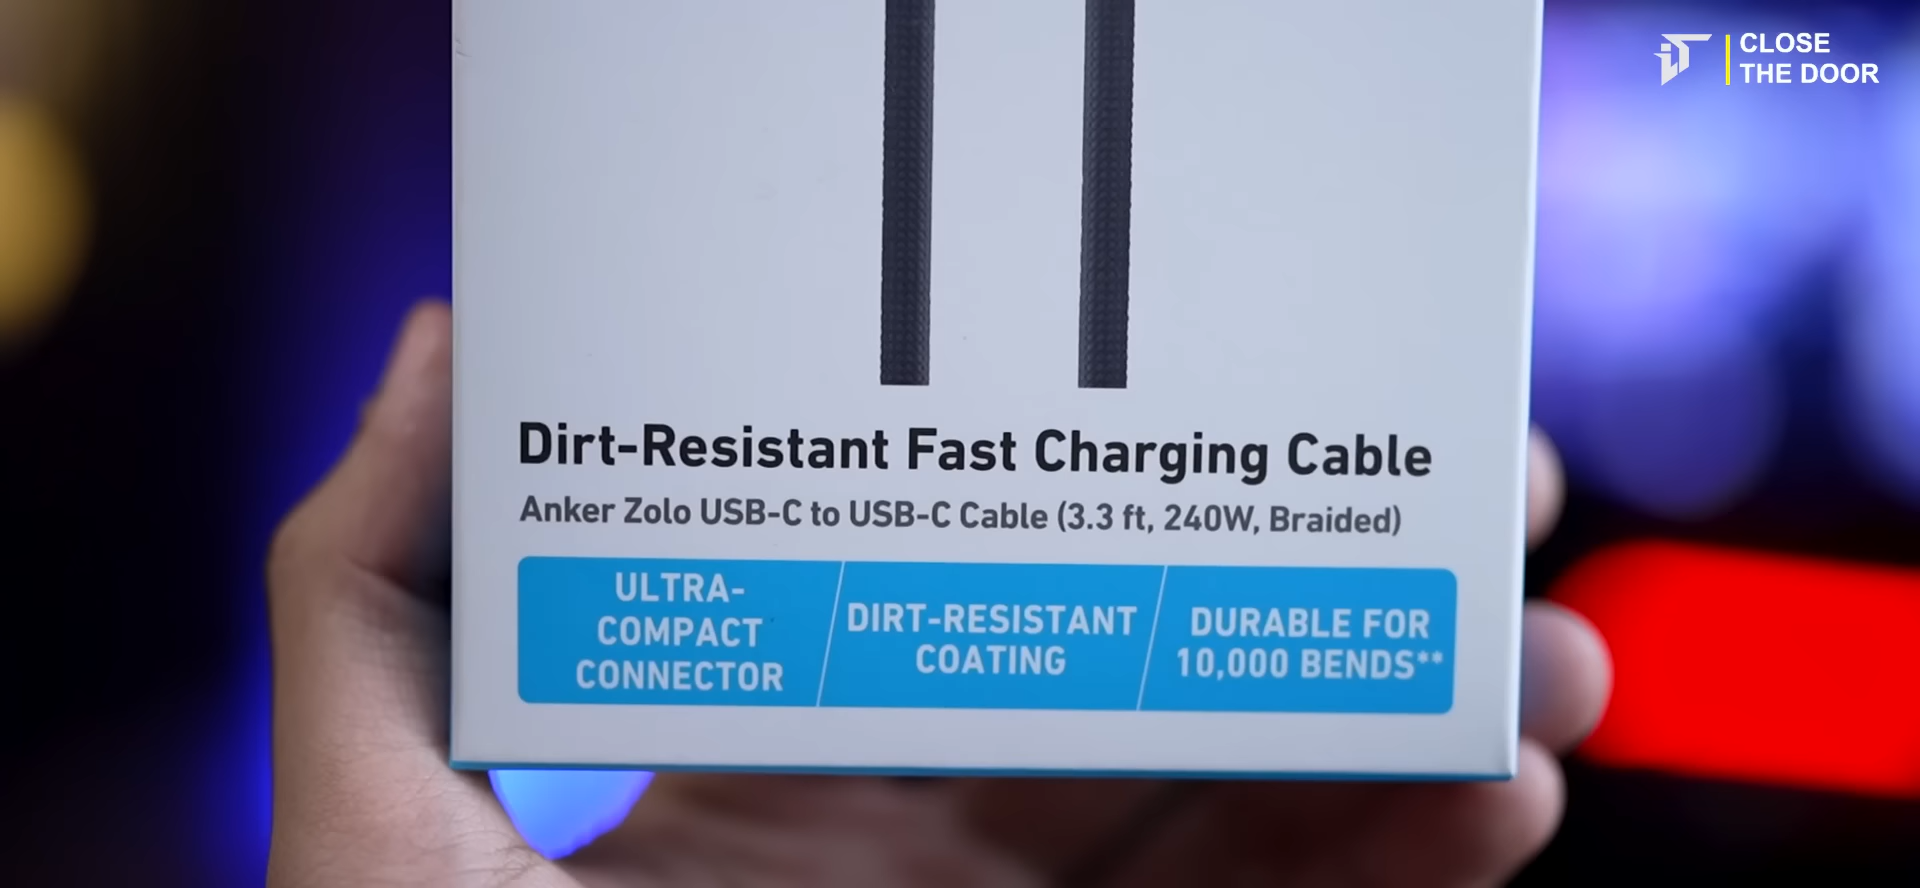 CLOSE
THE DOOR
Dirt-Resistant Fast Charging Cable
Anker Zolo USB-C to USB-C Cable (3.3 ft, 240W, Braided)
ULTRA-
COMPACT
CONNECTOR
DIRT-RESISTANT
COATING
DURABLE FOR
10,000 BENDS**